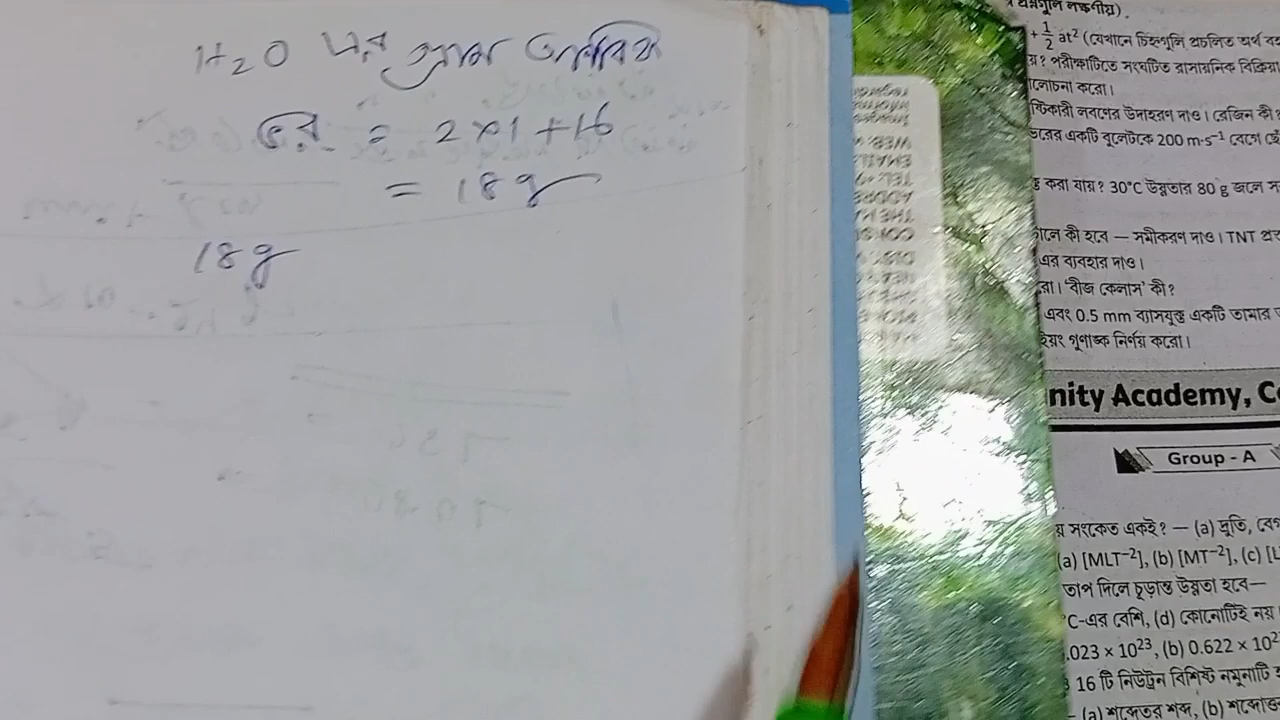 H₂O এর গ্রাম আণবিক
ভর = 2×1+16
= 18g
18g
+ 1/2 at² (যেখানে চিহ্নগুলি প্রচলিত অর্থ
য়? পরীক্ষাটিতে সংঘটিত রাসায়নিক বিক্রিয়া
লোচনা করো।
ষ্টিকারী লবণের উদাহরণ দাও। রেজিন কী?
ভরের একটি বুলেটকে 200 m·s⁻¹ বেগে
করা যায়? 30°C উষ্ণতার 80 g জলে
ালে কী হবে — সমীকরণ দাও। TNT
এর ব্যবহার দাও।
রো। 'বীজ কেলাস' কী?
এবং 0.5 mm ব্যাসযুক্ত একটি তামার
ইয়ং গুণাঙ্ক নির্ণয় করো।
nity Academy, C
Group - A
য় সংকেত একই? — (a) দ্রুতি,
(a) [MLT⁻²], (b) [MT⁻²], (c) [L
তাপ দিলে চূড়ান্ত উষ্ণতা হবে—
°C-এর বেশি, (d) কোনোটিই নয়
.023 × 10²³, (b) 0.622 × 10²
16 টি নিউট্রন বিশিষ্ট নমুনাটি
— (a) শব্দেতর শব্দ, (b)